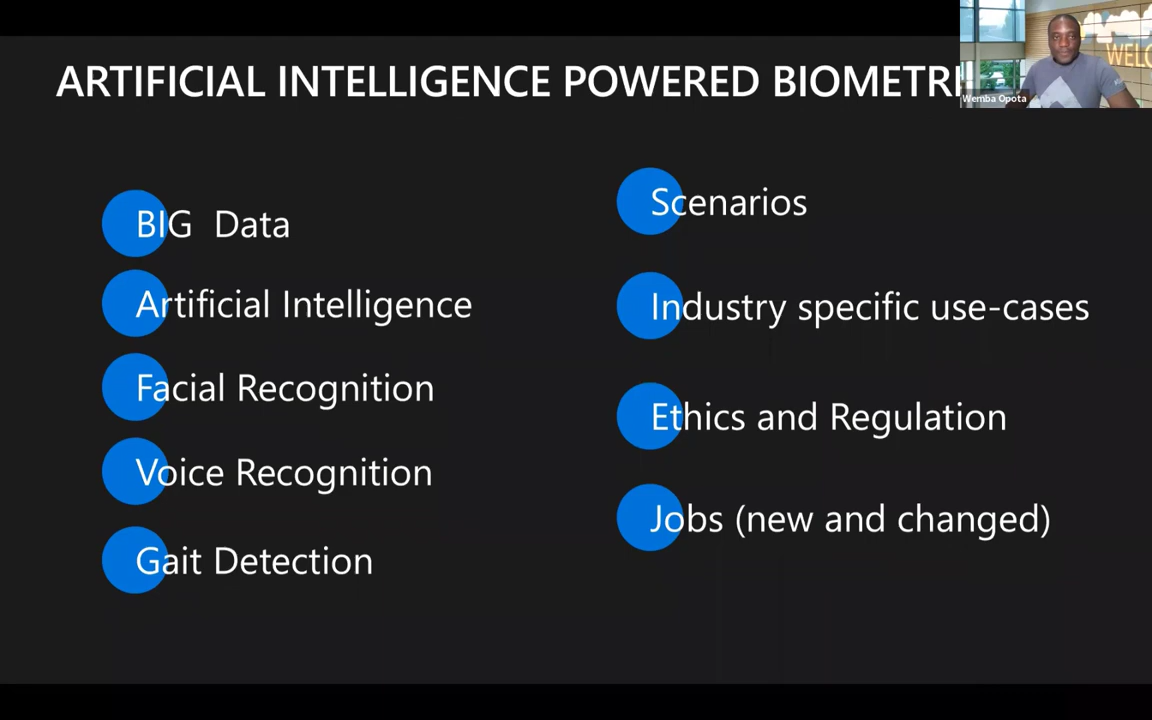 ARTIFICIAL INTELLIGENCE POWERED BIOMETR
WELC
Wemba Opota
BIG  Data
Artificial Intelligence
Facial Recognition
Voice Recognition
Gait Detection
Scenarios
Industry specific use-cases
Ethics and Regulation
Jobs (new and changed)